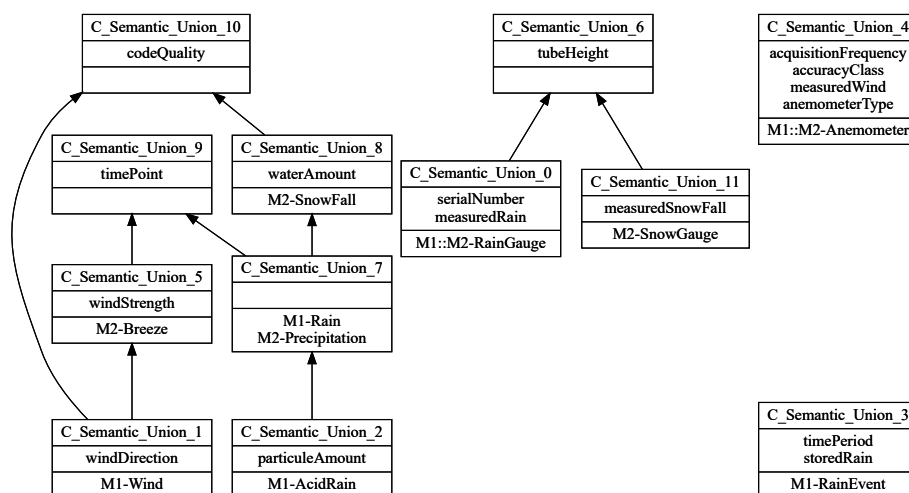 C_Semantic_Union_10
codeQuality
C_Semantic_Union_6
tubeHeight
C_Semantic_Union_4
acquisitionFrequency
accuracyClass
measuredWind
anemometerType
M1::M2-Anemometer
C_Semantic_Union_9
timePoint
C_Semantic_Union_8
waterAmount
M2-SnowFall
C_Semantic_Union_0
serialNumber
measuredRain
M1::M2-RainGauge
C_Semantic_Union_11
measuredSnowFall
M2-SnowGauge
C_Semantic_Union_5
windStrength
M2-Breeze
C_Semantic_Union_7
M1-Rain
M2-Precipitation
C_Semantic_Union_1
windDirection
M1-Wind
C_Semantic_Union_2
particuleAmount
M1-AcidRain
C_Semantic_Union_3
timePeriod
storedRain
M1-RainEvent